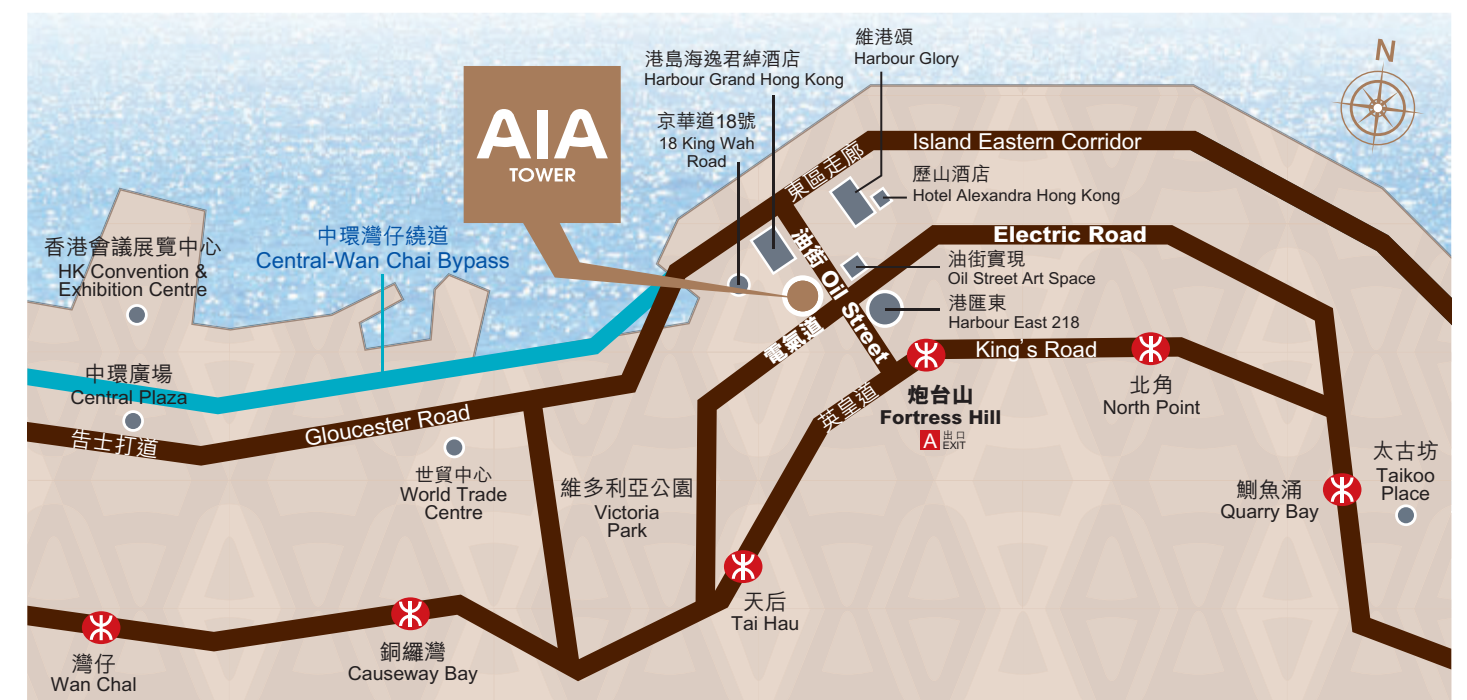 維港頌
Harbour Glory
港島海逸君綽酒店
Harbour Grand Hong Kong
N
AIA
TOWER
京華道18號
18 King Wah
Road
東區走廊
Island Eastern Corridor
歷山酒店
Hotel Alexandra Hong Kong
香港會議展覽中心
HK Convention &
Exhibition Centre
中環灣仔繞道
Central-Wan Chai Bypass
油街 Oil Street
Electric Road
油街實現
Oil Street Art Space
港匯東
Harbour East 218
電氣道
King's Road
中環廣場
Central Plaza
英皇道
炮台山
Fortress Hill
A 出口
EXIT
北角
North Point
告士打道
Gloucester Road
世貿中心
World Trade
Centre
維多利亞公園
Victoria
Park
鰂魚涌
Quarry Bay
太古坊
Taikoo
Place
天后
Tai Hau
銅鑼灣
Causeway Bay
灣仔
Wan Chal